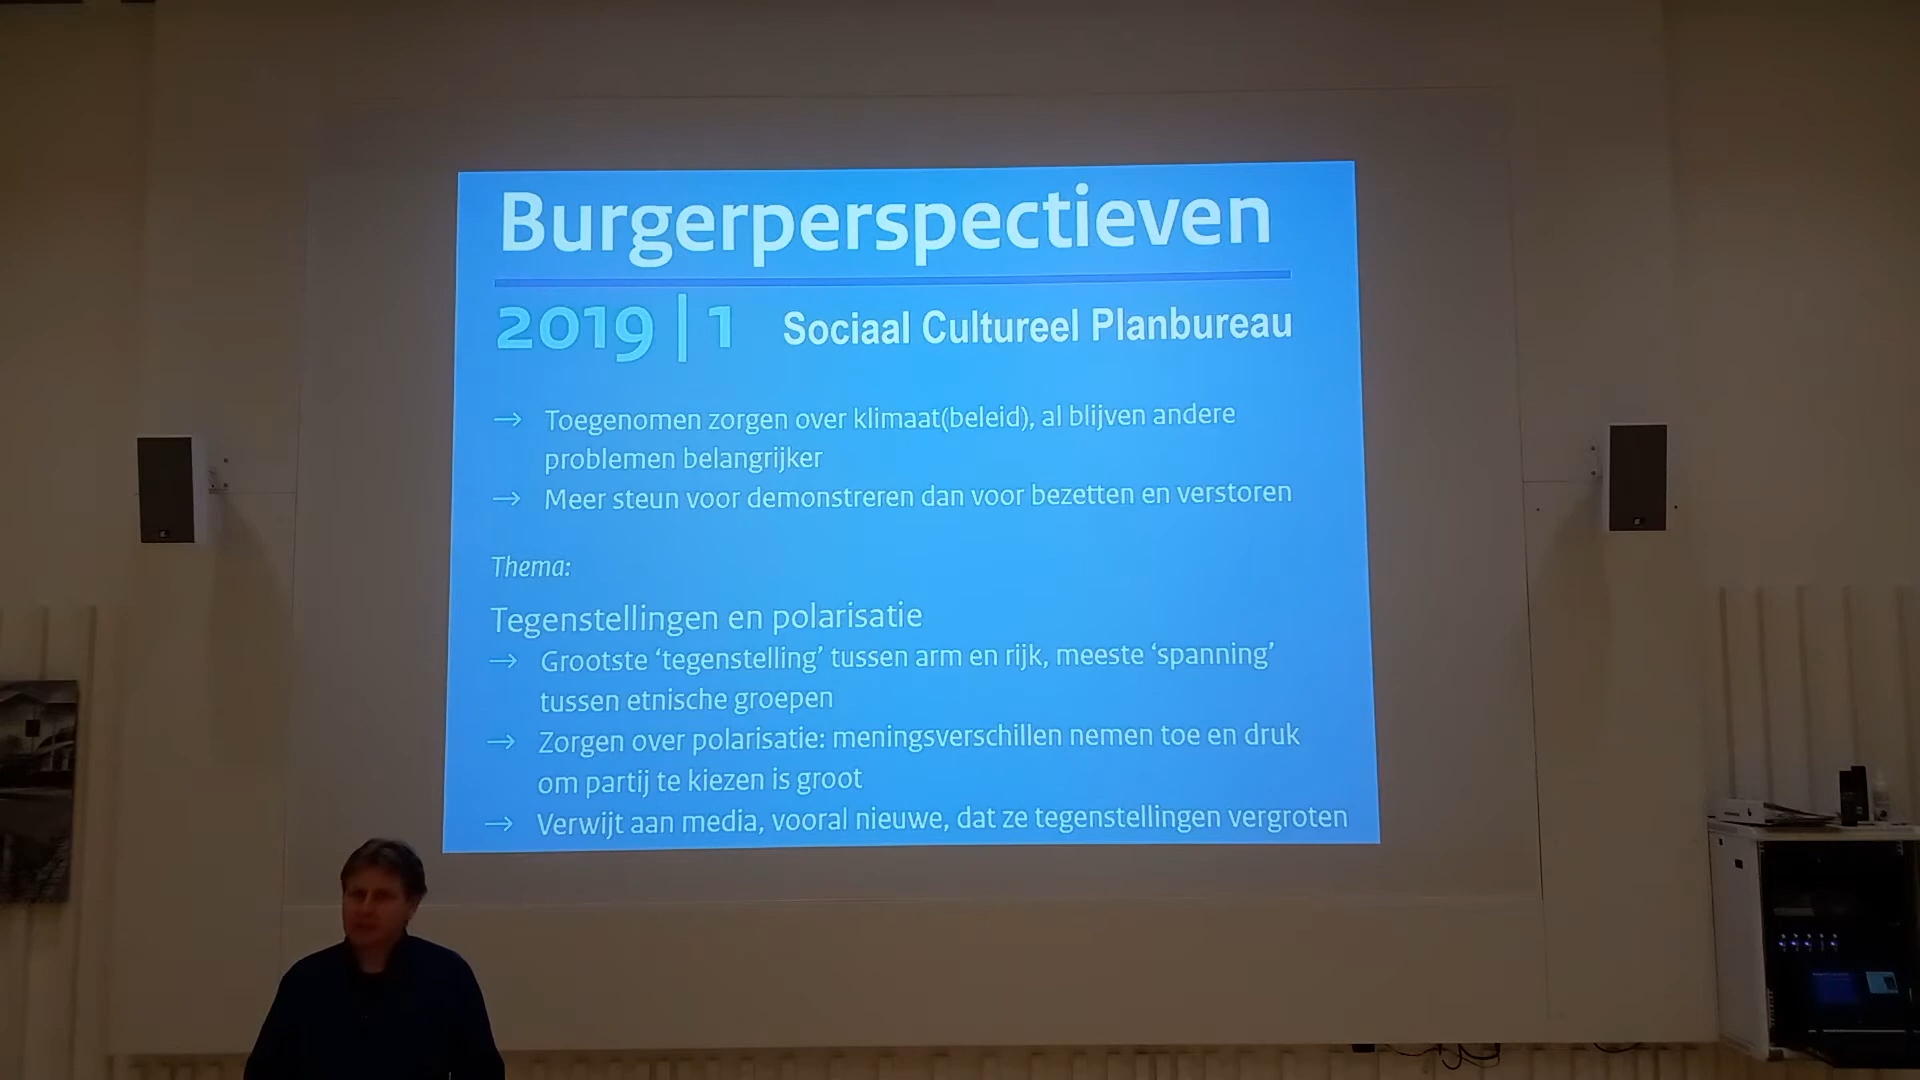 Burgerperspectieven
2019 | 1 Sociaal Cultureel Planbureau
→ Toegenomen zorgen over klimaat(beleid), al blijven andere
problemen belangrijker
→ Meer steun voor demonstreren dan voor bezetten en verstoren
Thema:
Tegenstellingen en polarisatie
→ Grootste ‘tegenstelling’ tussen arm en rijk, meeste ‘spanning’
tussen etnische groepen
→ Zorgen over polarisatie: meningsverschillen nemen toe en druk
om partij te kiezen is groot
→ Verwijt aan media, vooral nieuwe, dat ze tegenstellingen vergroten